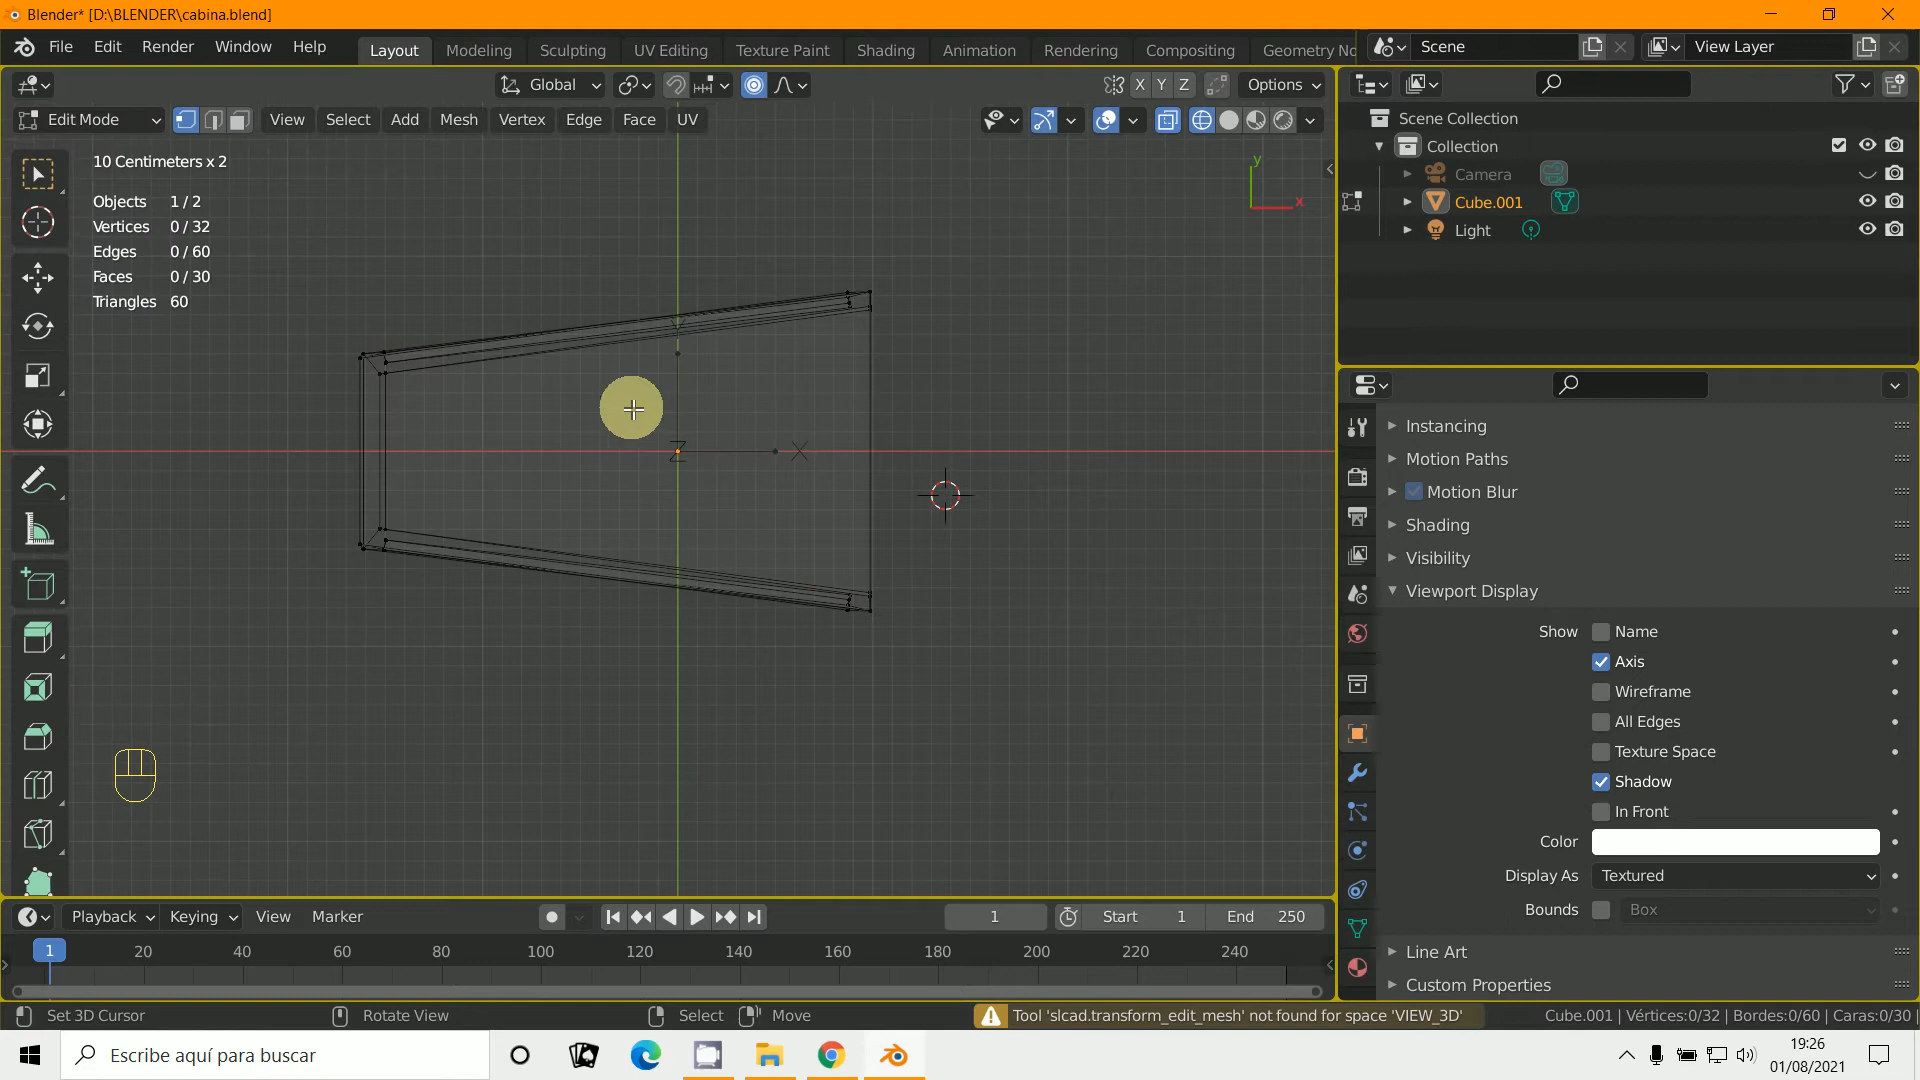 Blender* [D:\BLENDER\cabina.blend]
File Edit Render Window Help
Layout Modeling Sculpting UV Editing Texture Paint Shading Animation Rendering Compositing Geometry No
Scene
View Layer
Global
X Y Z Options
Edit Mode
View Select Add Mesh Vertex Edge Face UV
10 Centimeters x 2
Objects 1 / 2
Vertices 0 / 32
Edges 0 / 60
Faces 0 / 30
Triangles 60
y
x
Z
X
Scene Collection
Collection
Camera
Cube.001
Light
Instancing
Motion Paths
Motion Blur
Shading
Visibility
Viewport Display
Show Name
Axis
Wireframe
All Edges
Texture Space
Shadow
In Front
Color
Display As Textured
Bounds Box
Line Art
Custom Properties
Playback Keying View Marker
1 Start 1 End 250
1 20 40 60 80 100 120 140 160 180 200 220 240
Set 3D Cursor Rotate View Select Move
Tool 'slcad.transform_edit_mesh' not found for space 'VIEW_3D'
Cube.001 | Vértices:0/32 | Bordes:0/60 | Caras:0/30 |
Escribe aquí para buscar
19:26
01/08/2021